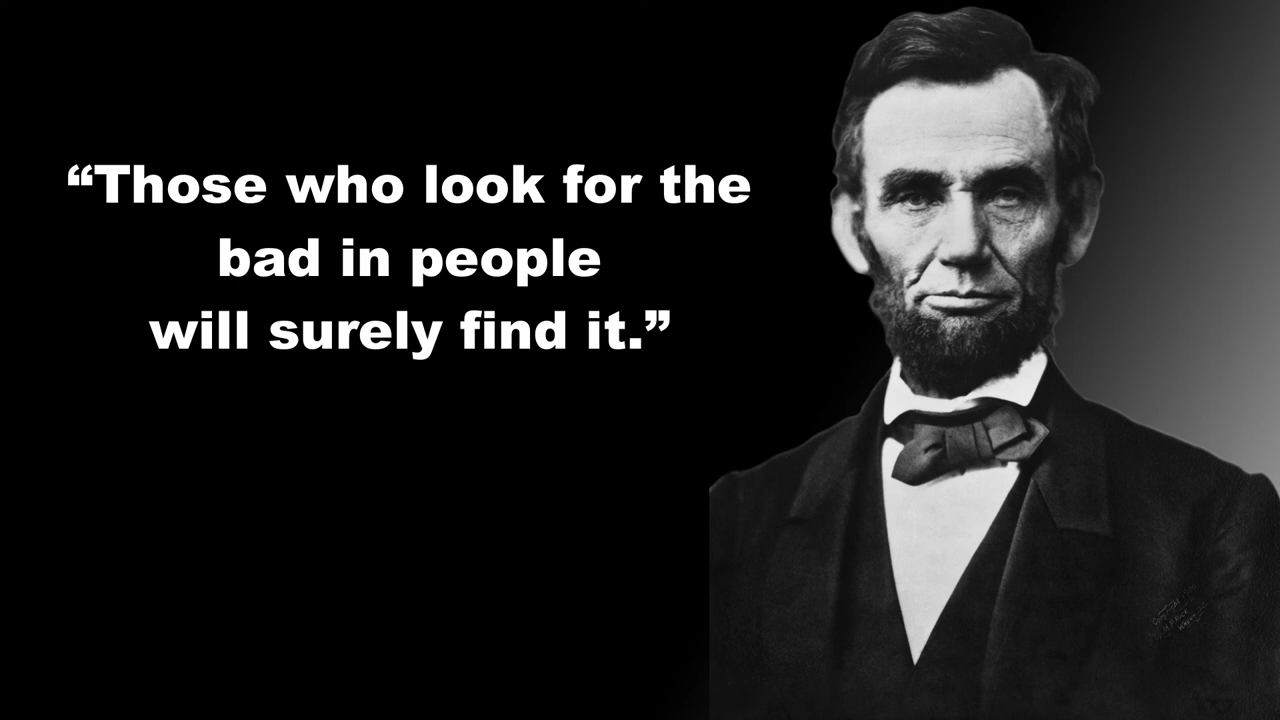 “Those who look for the
bad in people
will surely find it.”